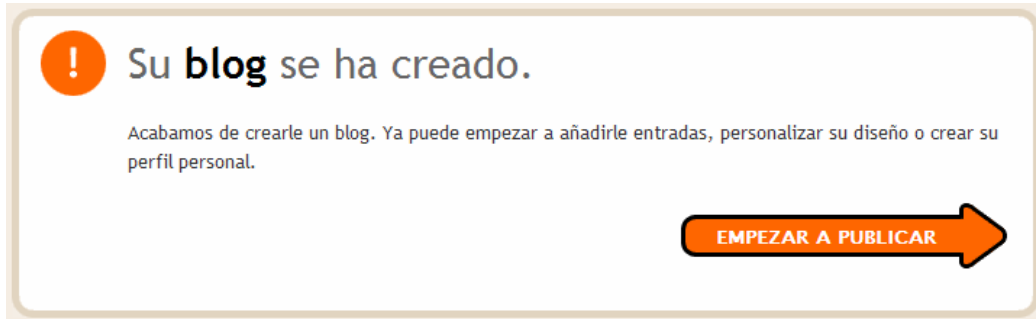 !
Su blog se ha creado.
Acabamos de crearle un blog. Ya puede empezar a añadirle entradas, personalizar su diseño o crear su
perfil personal.
EMPEZAR A PUBLICAR